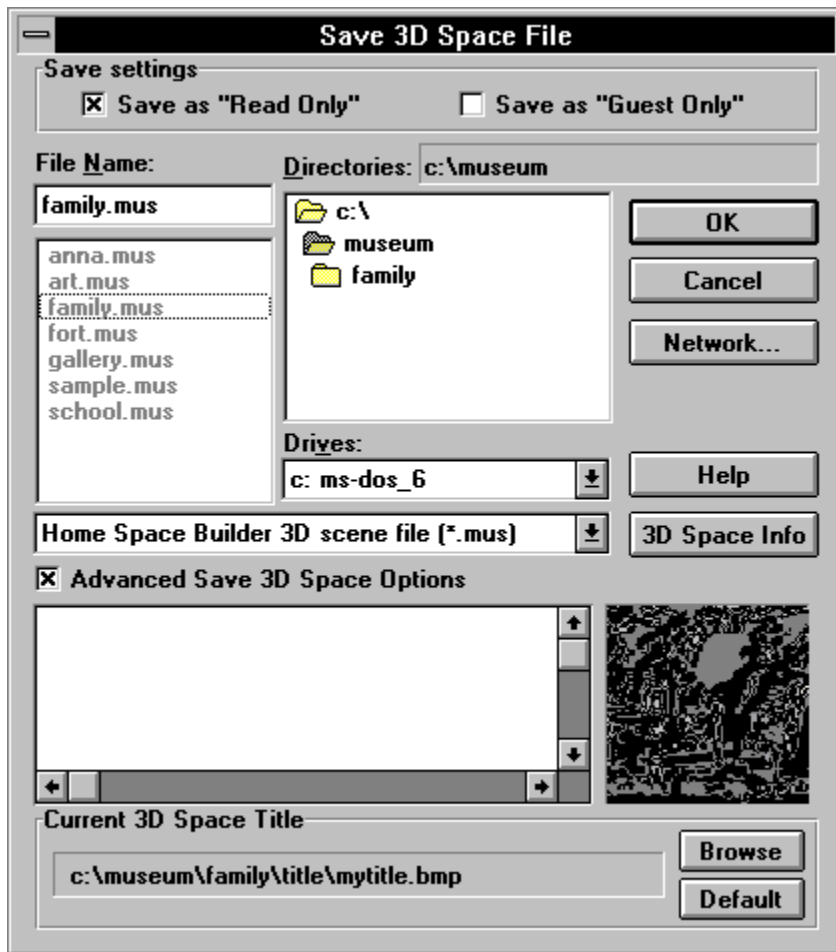 Save 3D Space File
Save settings
Save as "Read Only"
Save as "Guest Only"
File Name:
family.mus
anna.mus
art.mus
family.mus
fort.mus
gallery.mus
sample.mus
school.mus
Directories: c:\museum
c:\
museum
family
Drives:
c: ms-dos_6
OK
Cancel
Network...
Help
Home Space Builder 3D scene file (*.mus)
3D Space Info
Advanced Save 3D Space Options
Current 3D Space Title
c:\museum\family\title\mytitle.bmp
Browse
Default